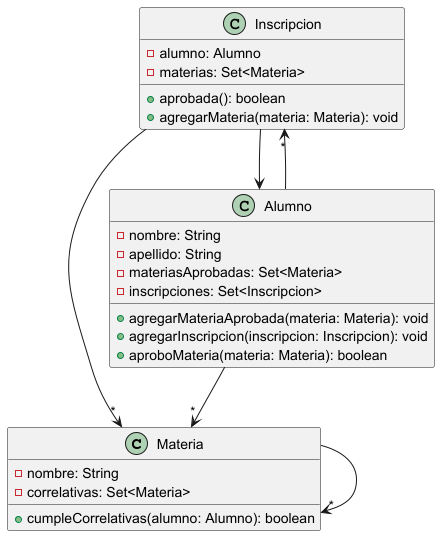 C Inscripcion
alumno: Alumno
materias: Set<Materia>
aprobada(): boolean
agregarMateria(materia: Materia): void
*
C Alumno
nombre: String
apellido: String
materiasAprobadas: Set<Materia>
inscripciones: Set<Inscripcion>
agregarMateriaAprobada(materia: Materia): void
agregarInscripcion(inscripcion: Inscripcion): void
aproboMateria(materia: Materia): boolean
* *
C Materia
nombre: String
correlativas: Set<Materia>
*
cumpleCorrelativas(alumno: Alumno): boolean